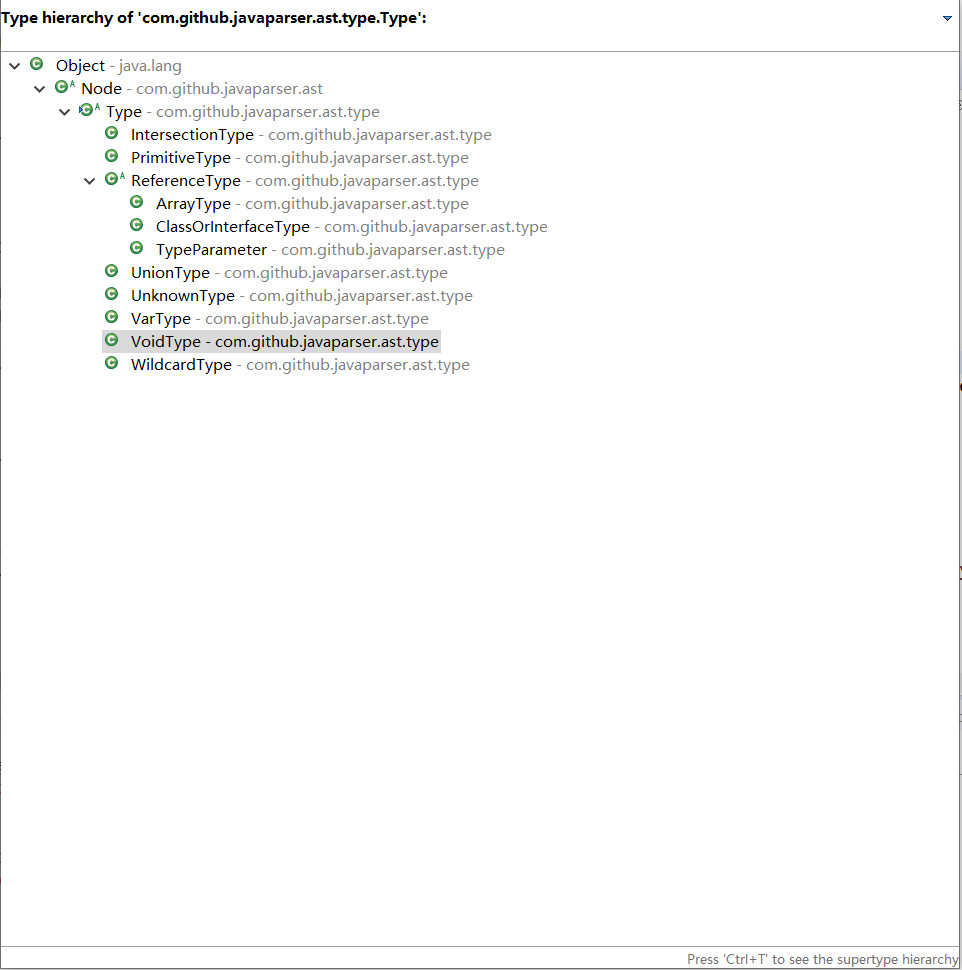 Type hierarchy of 'com.github.javaparser.ast.type.Type':
Object - java.lang
Node - com.github.javaparser.ast
Type - com.github.javaparser.ast.type
IntersectionType - com.github.javaparser.ast.type
PrimitiveType - com.github.javaparser.ast.type
ReferenceType - com.github.javaparser.ast.type
ArrayType - com.github.javaparser.ast.type
ClassOrInterfaceType - com.github.javaparser.ast.type
TypeParameter - com.github.javaparser.ast.type
UnionType - com.github.javaparser.ast.type
UnknownType - com.github.javaparser.ast.type
VarType - com.github.javaparser.ast.type
VoidType - com.github.javaparser.ast.type
WildcardType - com.github.javaparser.ast.type
Press 'Ctrl+T' to see the supertype hierarchy